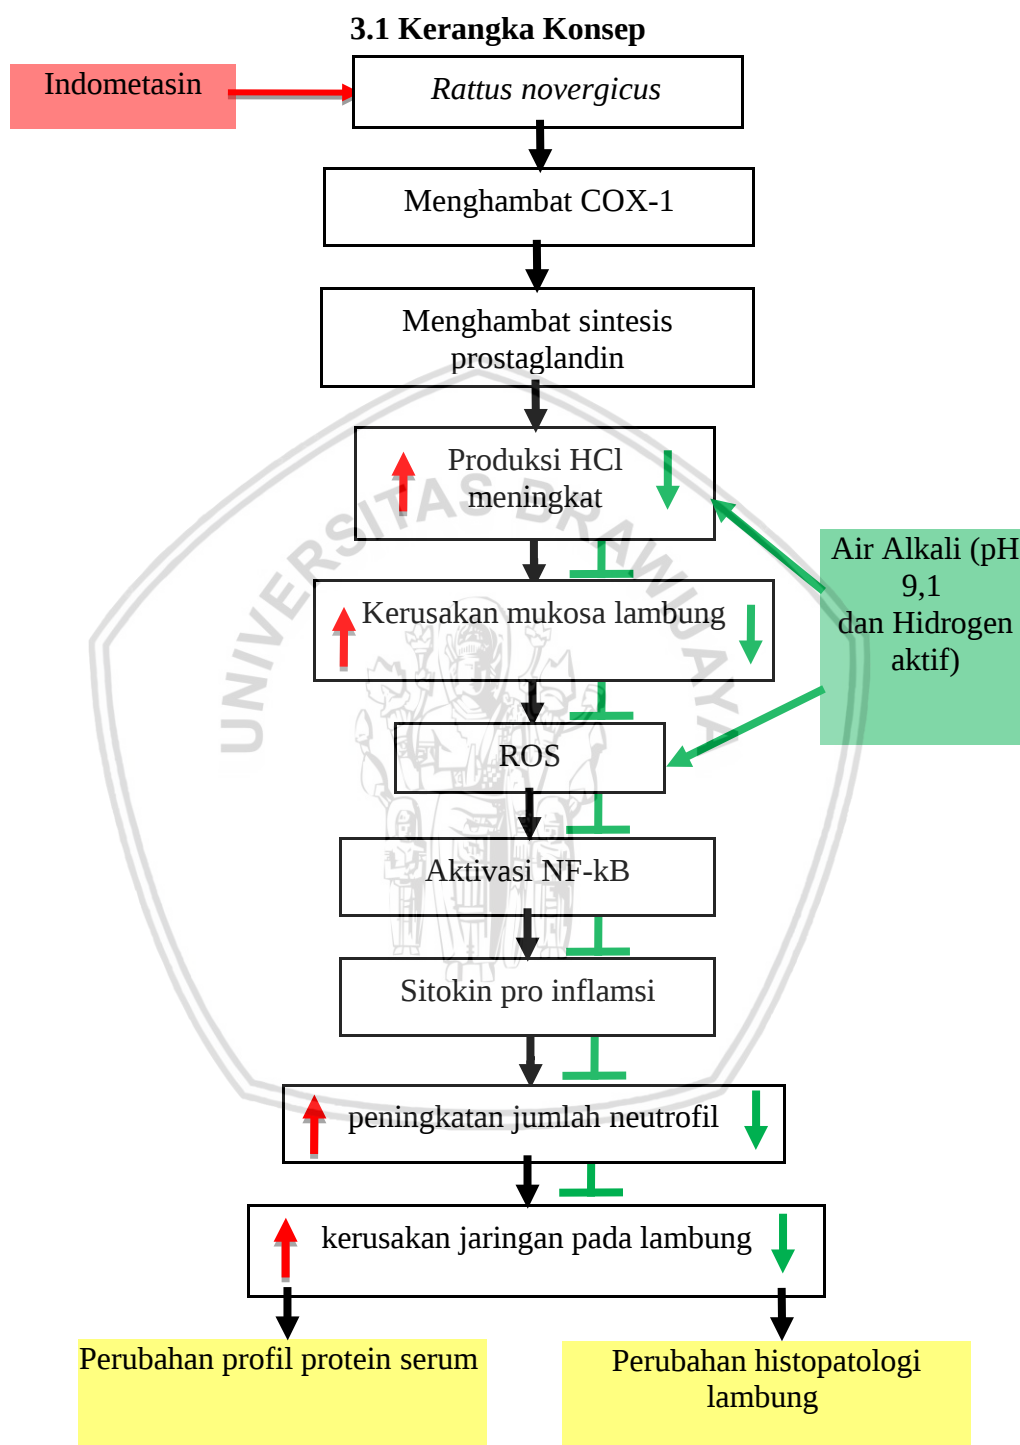 3.1 Kerangka Konsep
Indometasin
Rattus novergicus
Menghambat COX-1
Menghambat sintesis
prostaglandin
Produksi HCl
meningkat
Air Alkali (pH
9,1
dan Hidrogen
aktif)
Kerusakan mukosa lambung
ROS
Aktivasi NF-kB
Sitokin pro inflamsi
peningkatan jumlah neutrofil
kerusakan jaringan pada lambung
Perubahan profil protein serum
Perubahan histopatologi
lambung
UNIVERSITAS BRAWIJAYA